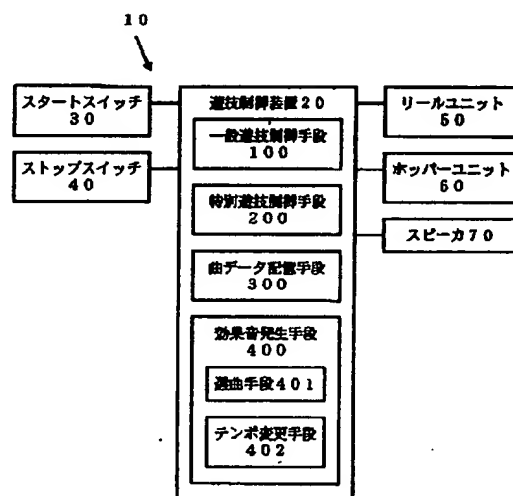 10
スタートスイッチ
30
ストップスイッチ
40
遊技制御装置20
一般遊技制御手段
100
特別遊技制御手段
200
曲データ記憶手段
300
効果音発生手段
400
選曲手段401
テンポ変更手段
402
リールユニット
50
ホッパーユニット
60
スピーカ70